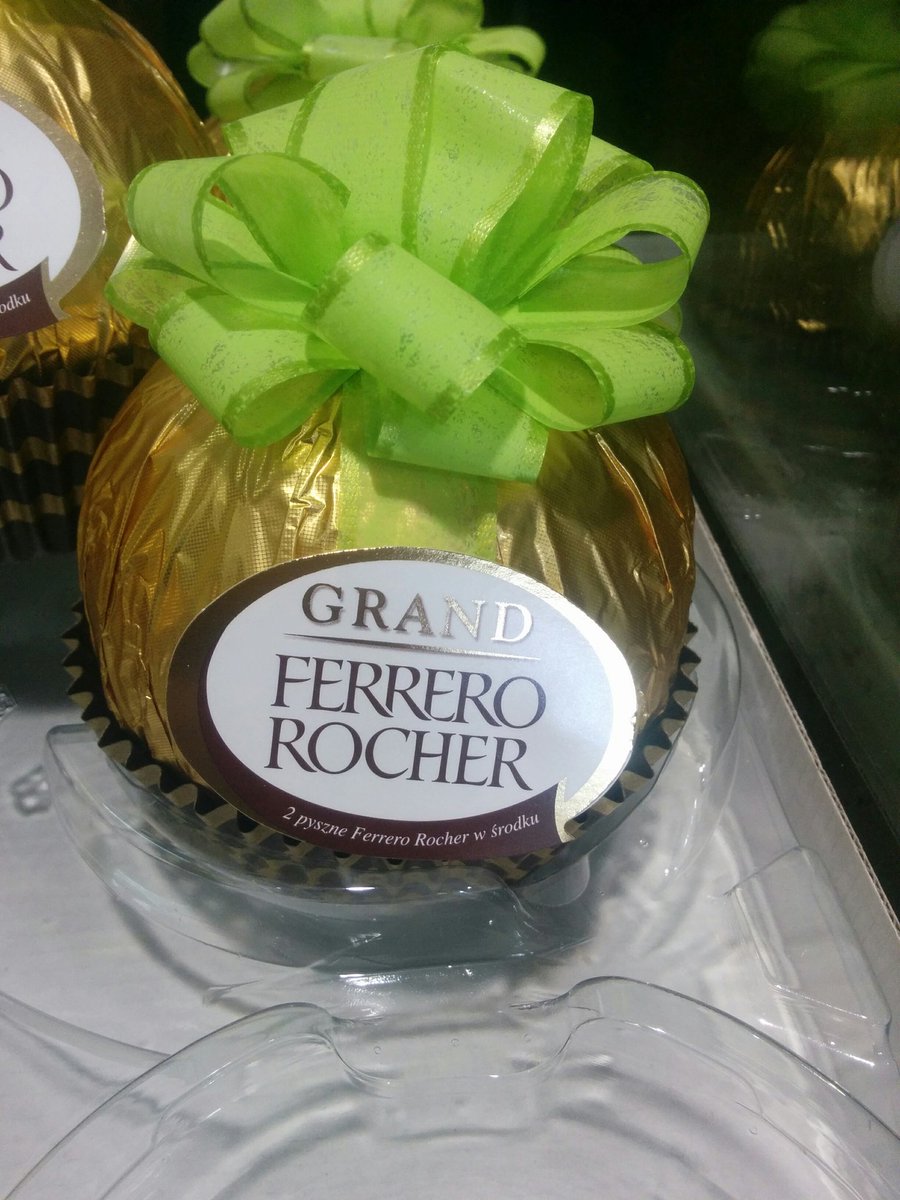 GRAND
FERRERO
ROCHER
2 pyszne Ferrero Rocher w środku